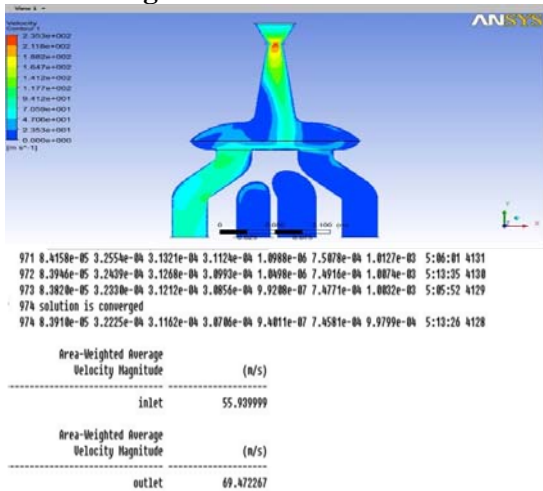 View 1
ANSYS
Velocity
Contour 1
2.353e+002
2.118e+002
1.882e+002
1.647e+002
1.412e+002
1.177e+002
9.412e+001
7.059e+001
4.706e+001
2.353e+001
0.000e+000
[m s^-1]
971 8.4158e-05 3.2554e-04 3.1321e-04 3.1124e-04 1.0988e-06 7.5078e-04 1.0127e-03 5:06:01 4131
972 8.3946e-05 3.2439e-04 3.1268e-04 3.0993e-04 1.0498e-06 7.4916e-04 1.0074e-03 5:13:35 4130
973 8.3820e-05 3.2330e-04 3.1212e-04 3.0856e-04 9.9208e-07 7.4771e-04 1.0032e-03 5:05:52 4129
974 solution is converged
974 8.3910e-05 3.2225e-04 3.1162e-04 3.0706e-04 9.4011e-07 7.4581e-04 9.9799e-04 5:13:26 4128
Area-Weighted Average
Velocity Magnitude (m/s)
inlet 55.939999
Area-Weighted Average
Velocity Magnitude (m/s)
outlet 69.472267